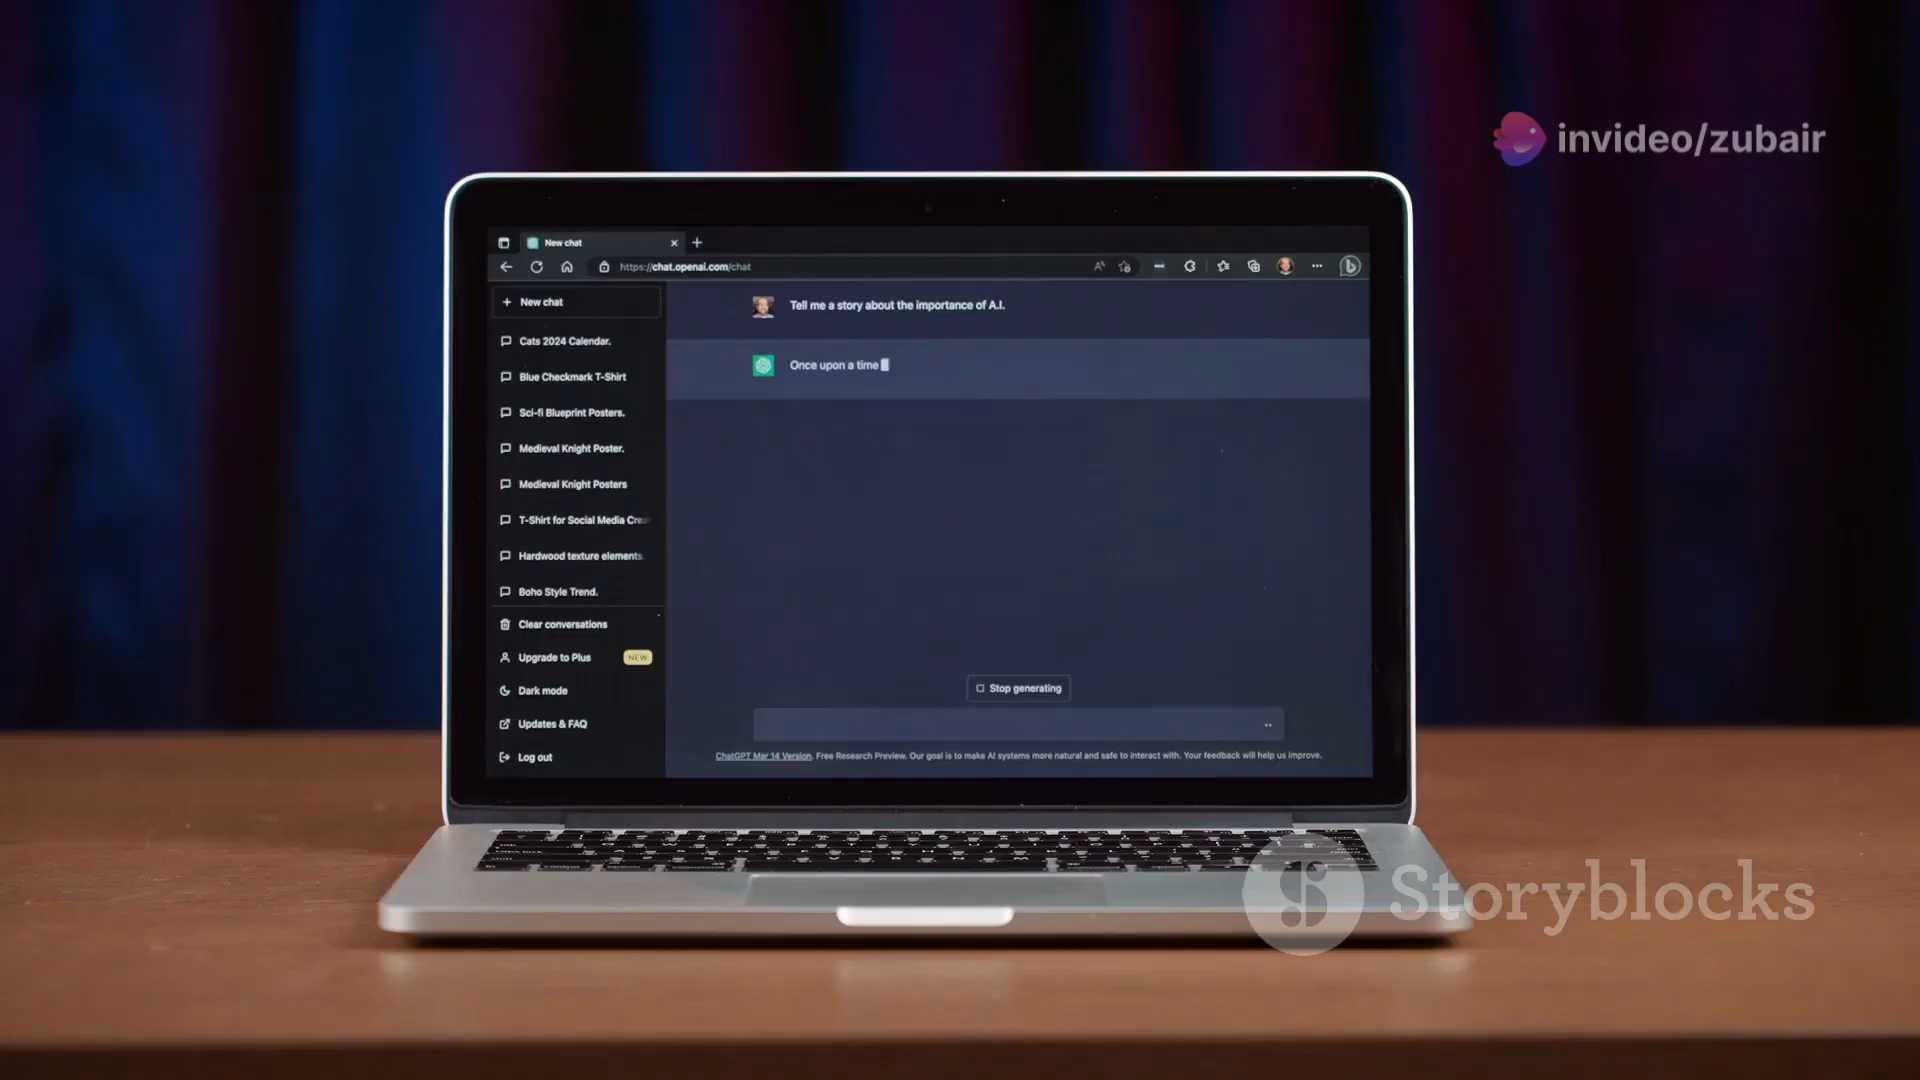 invideo/zubair
New chat
https://chat.openai.com/chat
New chat
Cats 2024 Calendar.
Blue Checkmark T-Shirt
Sci-fi Blueprint Posters.
Medieval Knight Poster.
Medieval Knight Posters
T-Shirt for Social Media Crea
Hardwood texture elements.
Boho Style Trend.
Clear conversations
Upgrade to Plus NEW
Dark mode
Updates & FAQ
Log out
Tell me a story about the importance of A.I.
Once upon a time
Stop generating
ChatGPT Mar 14 Version. Free Research Preview. Our goal is to make AI systems more natural and safe to interact with. Your feedback will help us improve.
Storyblocks